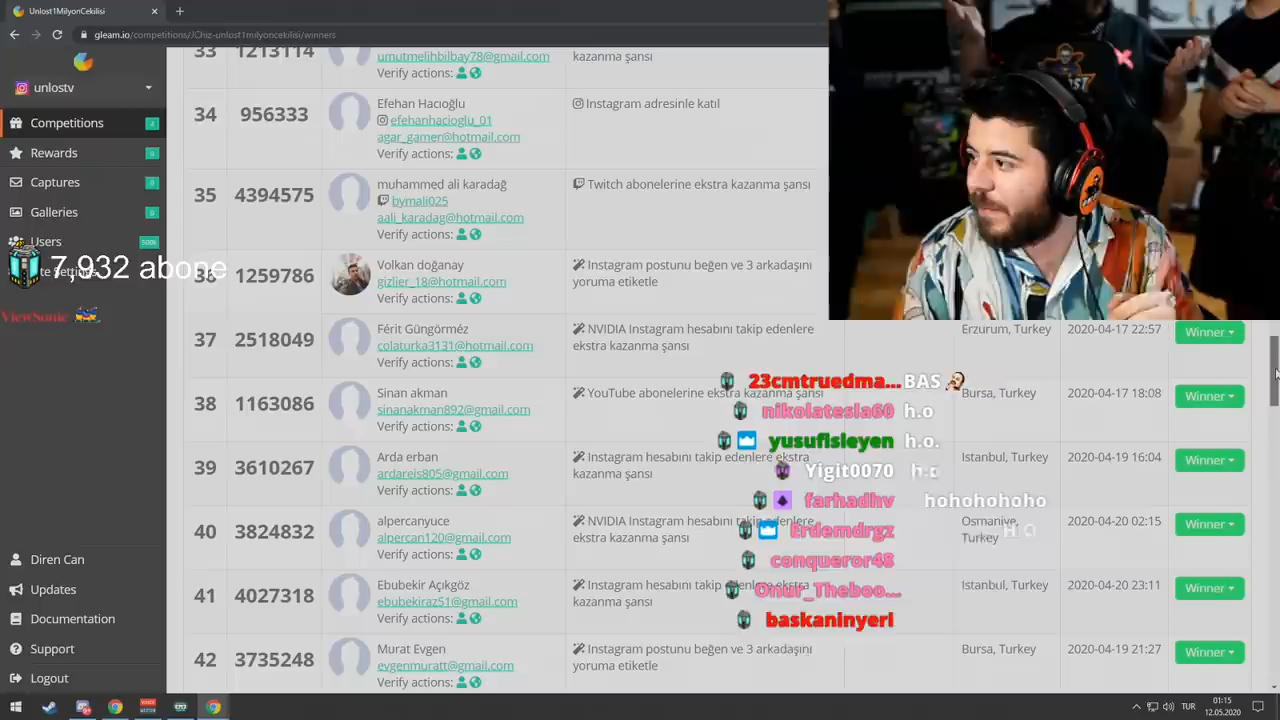 Unlost1MilyonCekilisi
gleam.io/competitions/
unlostv
Competitions 4
Rewards 0
Captures 0
Galleries 0
Users 500k
7,932 abone
ViewSonic
Diren Can
Updates
Documentation
Support
Logout
33 1213114
umutmelihbilbay78@gmail.com
kazanma şansı
Verify actions:
34 956333
Efehan Hacıoğlu
Instagram adresinle katıl
efehanhacioglu_01
agar_gamer@hotmail.com
Verify actions:
35 4394575
muhammed ali karadağ
Twitch abonelerine ekstra kazanma şansı
bymali025
aali_karadag@hotmail.com
Verify actions:
1259786
Volkan doğanay
Instagram postunu beğen ve 3 arkadaşını
gizlier_18@hotmail.com
yoruma etiketle
Verify actions:
37 2518049
Férit Güngörméz
NVIDIA Instagram hesabını takip edenlere
Erzurum, Turkey
2020-04-17 22:57
Winner
colaturka3131@hotmail.com
ekstra kazanma şansı
Verify actions:
38 1163086
Sinan akman
YouTube abonelerine ekstra kazanma şansı
Bursa, Turkey
2020-04-17 18:08
Winner
sinanakman892@gmail.com
Verify actions:
39 3610267
Arda erban
Instagram hesabını takip edenlere ekstra
Istanbul, Turkey
2020-04-19 16:04
Winner
ardareis805@gmail.com
kazanma şansı
Verify actions:
40 3824832
alpercanyuce
NVIDIA Instagram hesabını takip edenlere
Osmaniye,
Turkey
2020-04-20 02:15
Winner
alpercan120@gmail.com
ekstra kazanma şansı
Verify actions:
41 4027318
Ebubekir Açıkgöz
Instagram hesabını takip edenlere ekstra
Istanbul, Turkey
2020-04-20 23:11
Winner
ebubekiraz51@gmail.com
kazanma şansı
Verify actions:
42 3735248
Murat Evgen
Instagram postunu beğen ve 3 arkadaşını
Bursa, Turkey
2020-04-19 21:27
Winner
evgenmuratt@gmail.com
yoruma etiketle
Verify actions:
23cmtruedma... BAS
nikolatesla60 h.o
yusufisleyen h.o.
Yigit0070
farhadhv hohohohoho
Erdemdrgz H O
conqueror48
Onur_Theboo...
baskaninyeri
TUR
01:15
12.05.2020